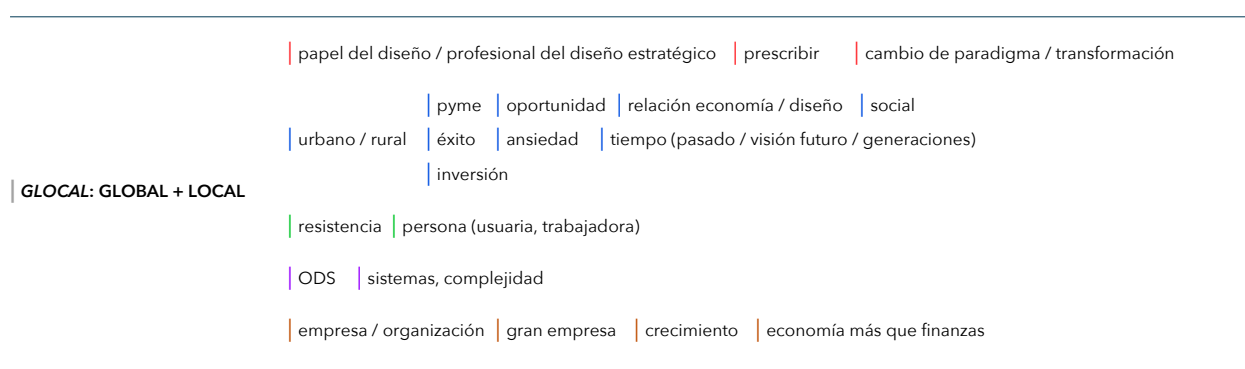 papel del diseño / profesional del diseño estratégico prescribir cambio de paradigma / transformación
pyme oportunidad relación economía / diseño social
urbano / rural éxito ansiedad tiempo (pasado / visión futuro / generaciones)
inversión
GLOCAL: GLOBAL + LOCAL
resistencia persona (usuaria, trabajadora)
ODS sistemas, complejidad
empresa / organización gran empresa crecimiento economía más que finanzas